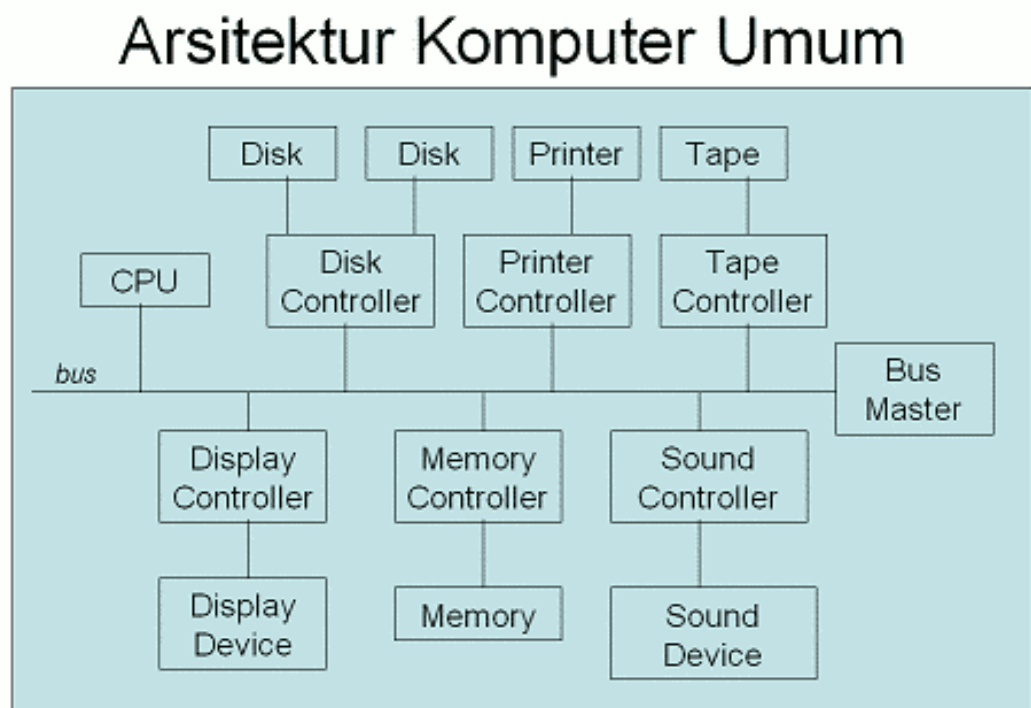 Arsitektur Komputer Umum
Disk
Disk
Printer
Tape
CPU
Disk
Controller
Printer
Controller
Tape
Controller
bus
Bus
Master
Display
Controller
Memory
Controller
Sound
Controller
Display
Device
Memory
Sound
Device